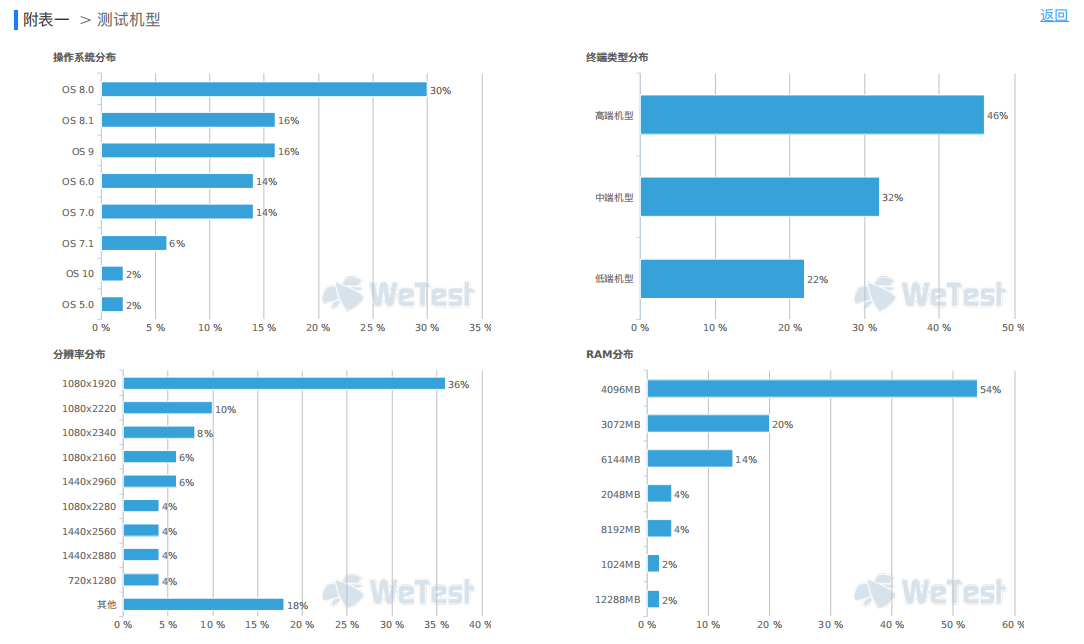 附表一 > 测试机型
返回
操作系统分布
OS 8.0 30%
OS 8.1 16%
OS 9 16%
OS 6.0 14%
OS 7.0 14%
OS 7.1 6%
OS 10 2%
OS 5.0 2%
0 % 5 % 10 % 15 % 20 % 25 % 30 % 35 %
WeTest
终端类型分布
高端机型 46%
中端机型 32%
低端机型 22%
0 % 10 % 20 % 30 % 40 % 50 %
WeTest
分辨率分布
1080x1920 36%
1080x2220 10%
1080x2340 8%
1080x2160 6%
1440x2960 6%
1080x2280 4%
1440x2560 4%
1440x2880 4%
720x1280 4%
其他 18%
0 % 5 % 10 % 15 % 20 % 25 % 30 % 35 % 40 %
WeTest
RAM分布
4096MB 54%
3072MB 20%
6144MB 14%
2048MB 4%
8192MB 4%
1024MB 2%
12288MB 2%
0 % 10 % 20 % 30 % 40 % 50 % 60 %
WeTest